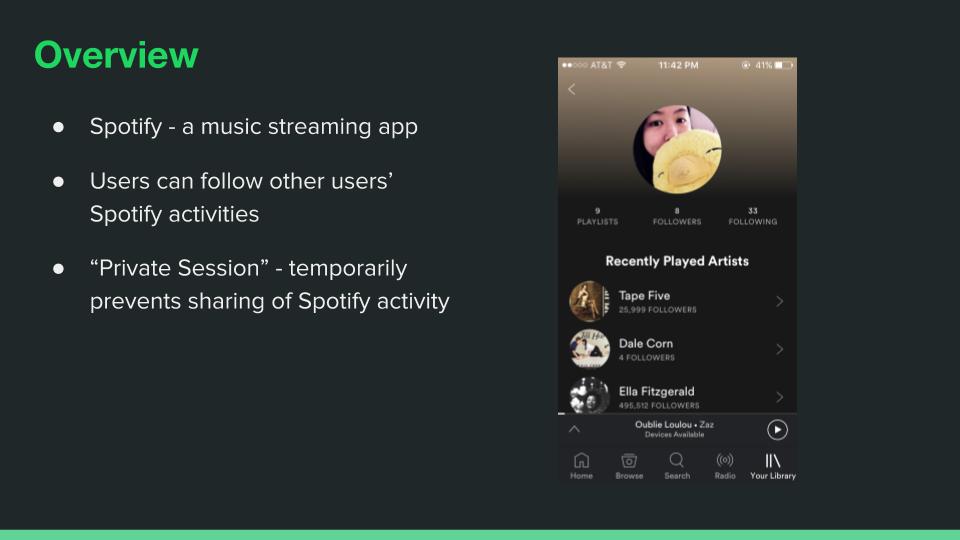 Overview
● Spotify - a music streaming app
● Users can follow other users’
Spotify activities
● “Private Session” - temporarily
prevents sharing of Spotify activity
AT&T 11:42 PM 41%
9 8 33
PLAYLISTS FOLLOWERS FOLLOWING
Recently Played Artists
Tape Five
25,999 FOLLOWERS
Dale Corn
4 FOLLOWERS
Ella Fitzgerald
495,512 FOLLOWERS
Oublie Loulou • Zaz
Devices Available
Home Browse Search Radio Your Library